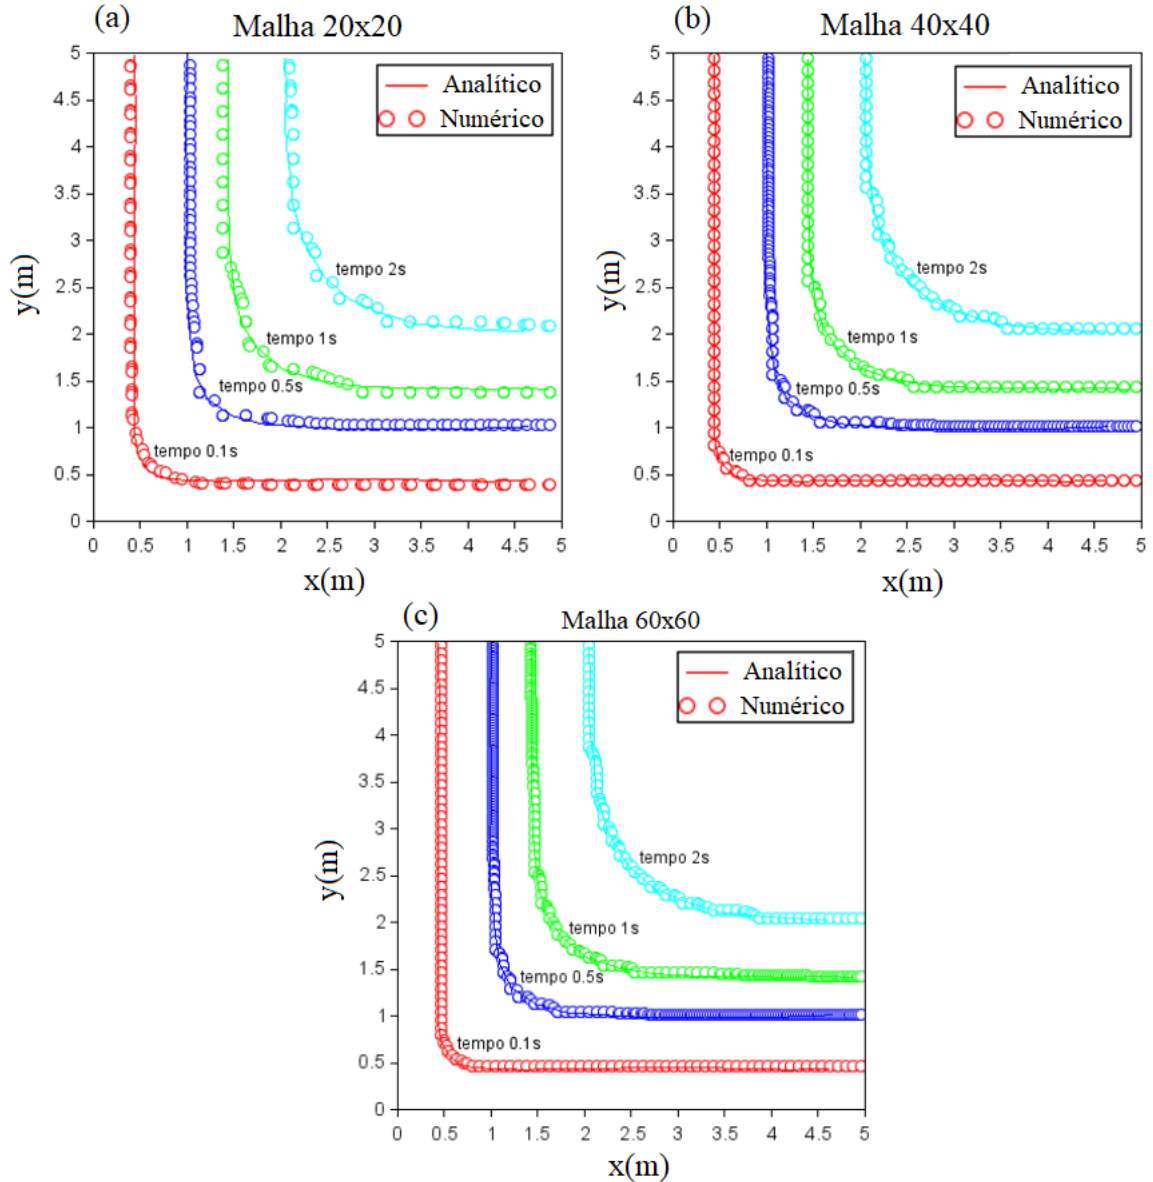 (a)
Malha 20x20
Analítico
Numérico
tempo 2s
tempo 1s
tempo 0.5s
tempo 0.1s
y(m)
5
4.5
4
3.5
3
2.5
2
1.5
1
0.5
0
0 0.5 1 1.5 2 2.5 3 3.5 4 4.5 5
x(m)
(b)
Malha 40x40
Analítico
Numérico
tempo 2s
tempo 1s
tempo 0.5s
tempo 0.1s
y(m)
5
4.5
4
3.5
3
2.5
2
1.5
1
0.5
0
0 0.5 1 1.5 2 2.5 3 3.5 4 4.5 5
x(m)
(c)
Malha 60x60
Analítico
Numérico
tempo 2s
tempo 1s
tempo 0.5s
tempo 0.1s
y(m)
5
4.5
4
3.5
3
2.5
2
1.5
1
0.5
0
0 0.5 1 1.5 2 2.5 3 3.5 4 4.5 5
x(m)